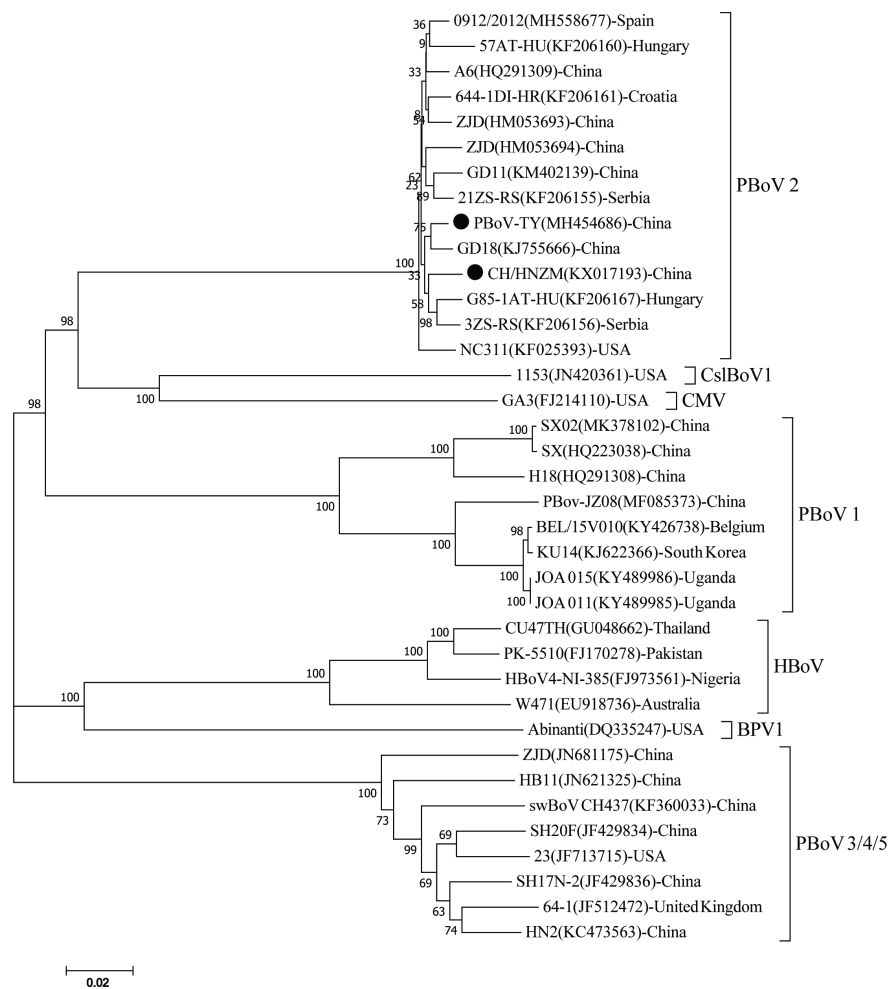 36
0912/2012(MH558677)-Spain
9
57AT-HU(KF206160)-Hungary
33
A6(HQ291309)-China
644-1DI-HR(KF206161)-Croatia
8
54
ZJD(HM053693)-China
ZJD(HM053694)-China
62
GD11(KM402139)-China
PBoV 2
23
89
21ZS-RS(KF206155)-Serbia
75
PBoV-TY(MH454686)-China
GD18(KJ755666)-China
100
33
CH/HNZM(KX017193)-China
G85-1AT-HU(KF206167)-Hungary
58
98
3ZS-RS(KF206156)-Serbia
98
NC311(KF025393)-USA
1153(JN420361)-USA
CslBoV1
100
GA3(FJ214110)-USA
CMV
98
100
SX02(MK378102)-China
SX(HQ223038)-China
100
H18(HQ291308)-China
100
PBov-JZ08(MF085373)-China
PBoV 1
98
BEL/15V010(KY426738)-Belgium
100
KU14(KJ622366)-South Korea
100
JOA 015(KY489986)-Uganda
100
JOA 011(KY489985)-Uganda
100
CU47TH(GU048662)-Thailand
100
PK-5510(FJ170278)-Pakistan
HBoV
100
HBoV4-NI-385(FJ973561)-Nigeria
100
W471(EU918736)-Australia
Abinanti(DQ335247)-USA
BPV1
ZJD(JN681175)-China
100
HB11(JN621325)-China
73
swBoV CH437(KF360033)-China
69
SH20F(JF429834)-China
99
PBoV 3/4/5
23(JF713715)-USA
69
SH17N-2(JF429836)-China
63
64-1(JF512472)-United Kingdom
74
HN2(KC473563)-China
0.02